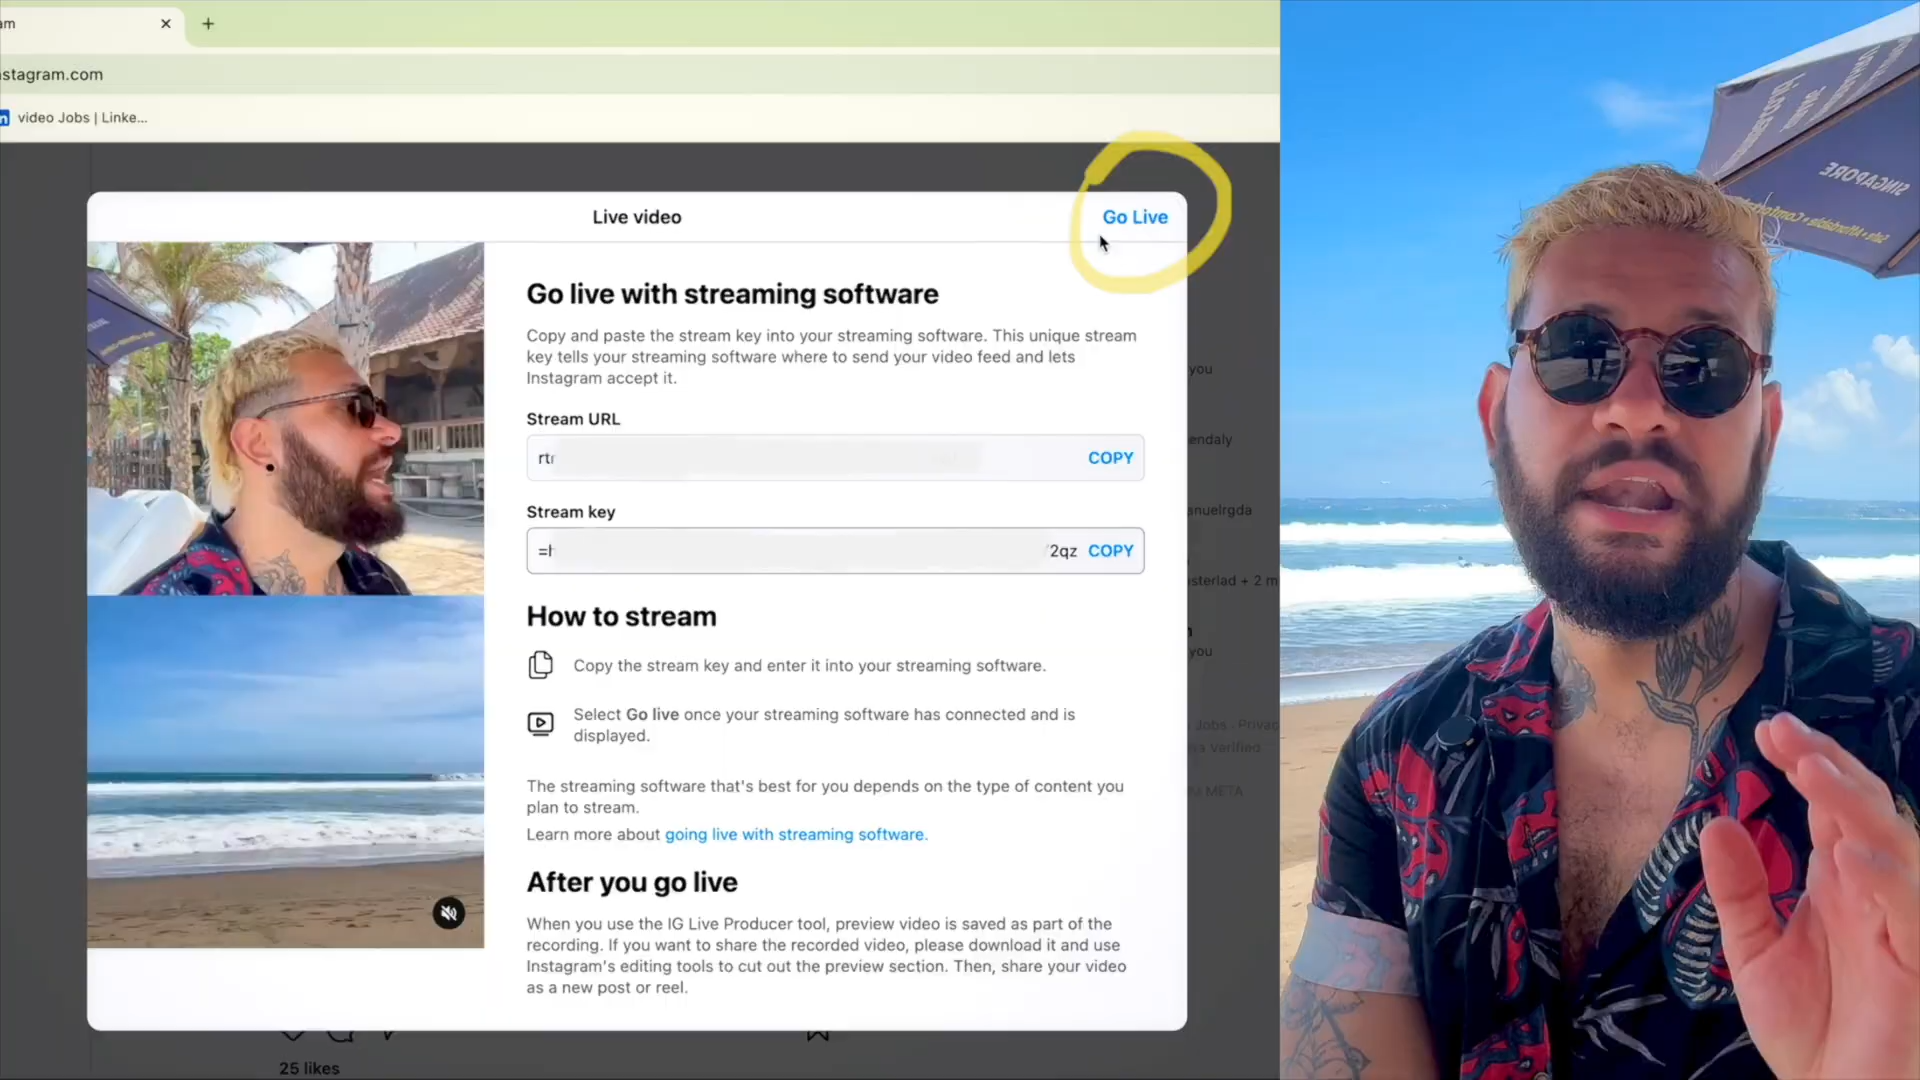 am
stagram.com
video Jobs | Linke...
Live video
Go Live
Go live with streaming software
Copy and paste the stream key into your streaming software. This unique stream
key tells your streaming software where to send your video feed and lets
Instagram accept it.
Stream URL
COPY
Stream key
2qz COPY
How to stream
Copy the stream key and enter it into your streaming software.
Select Go live once your streaming software has connected and is
displayed.
The streaming software that's best for you depends on the type of content you
plan to stream.
Learn more about going live with streaming software.
After you go live
When you use the IG Live Producer tool, preview video is saved as part of the
recording. If you want to share the recorded video, please download it and use
Instagram's editing tools to cut out the preview section. Then, share your video
as a new post or reel.
you
endaly
anuelrgda
asterlad + 2 m
you
Jobs · Privac
Verified
META
25 likes
SINGAPORE